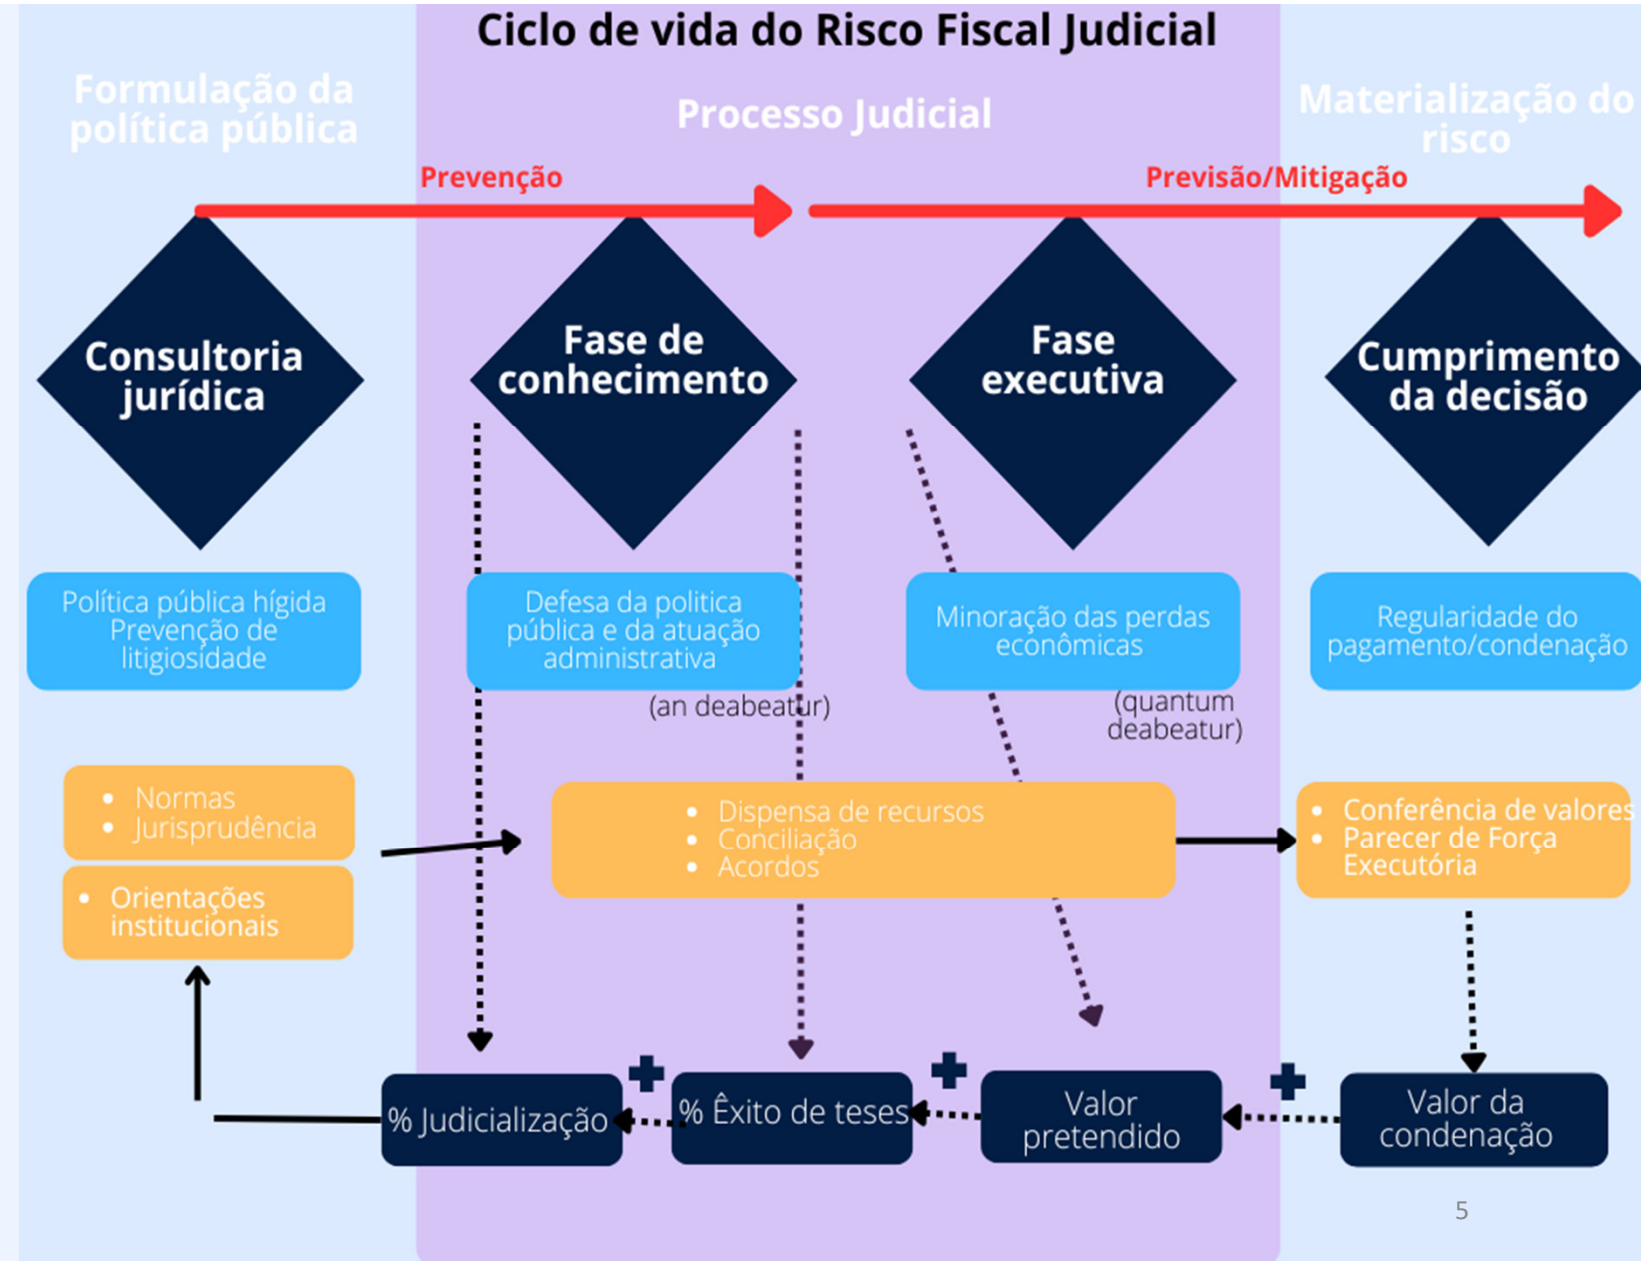 Ciclo de vida do Risco Fiscal Judicial
Formulação da
política pública
Processo Judicial
Materialização do
risco
Prevenção
Previsão/Mitigação
Consultoria
jurídica
Fase de
conhecimento
Fase
executiva
Cumprimento
da decisão
Política pública hígida
Prevenção de
litigiosidade
Defesa da politica
pública e da atuação
administrativa
(an deabeatur)
Minoração das perdas
econômicas
(quantum
deabeatur)
Regularidade do
pagamento/condenação
• Normas
• Jurisprudência
• Orientações
institucionais
• Dispensa de recursos
• Conciliação
• Acordos
• Conferência de valores
• Parecer de Força
Executória
% Judicialização
% Êxito de teses
Valor
pretendido
Valor da
condenação
5